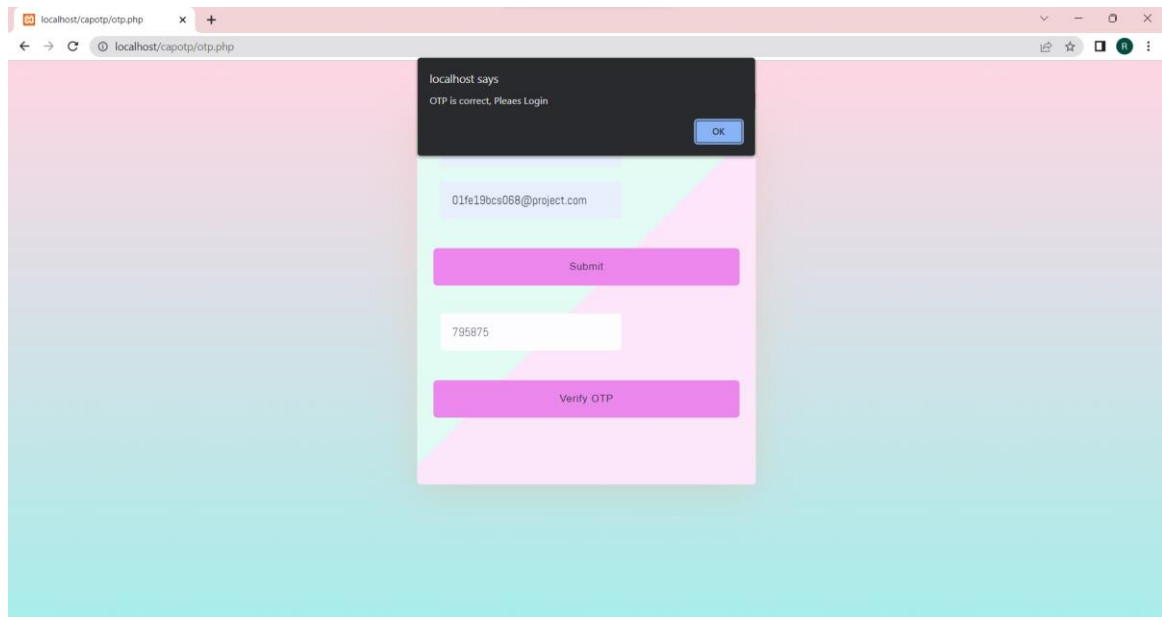 localhost/capotp/otp.php
localhost/capotp/otp.php
R
localhost says
OTP is correct, Pleaes Login
OK
01fe19bcs068@project.com
Submit
795875
Verify OTP